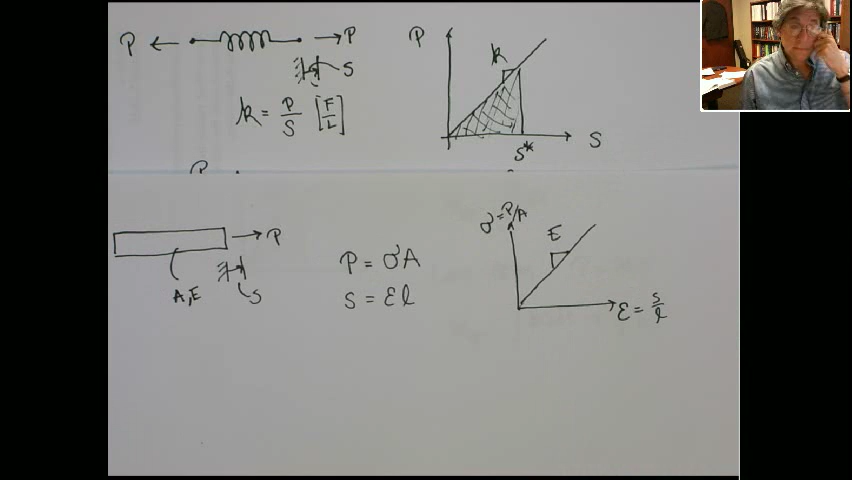 P P
S
k = P/S [F/L]
P
k
S
S*
P
P
A,E
S
P = σA
S = εl
σ = P/A
E
ε = s/l